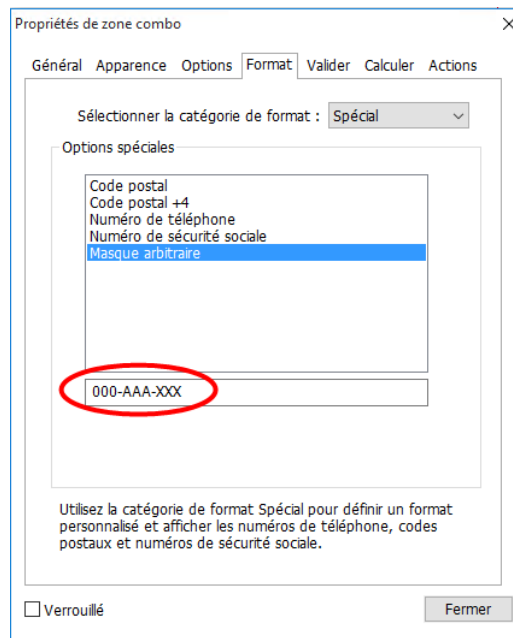 Propriétés de zone combo
Général Apparence Options Format Valider Calculer Actions
Sélectionner la catégorie de format : Spécial
Options spéciales
Code postal
Code postal +4
Numéro de téléphone
Numéro de sécurité sociale
Masque arbitraire
000-AAA-XXX
Utilisez la catégorie de format Spécial pour définir un format
personnalisé et afficher les numéros de téléphone, codes
postaux et numéros de sécurité sociale.
Verrouillé Fermer